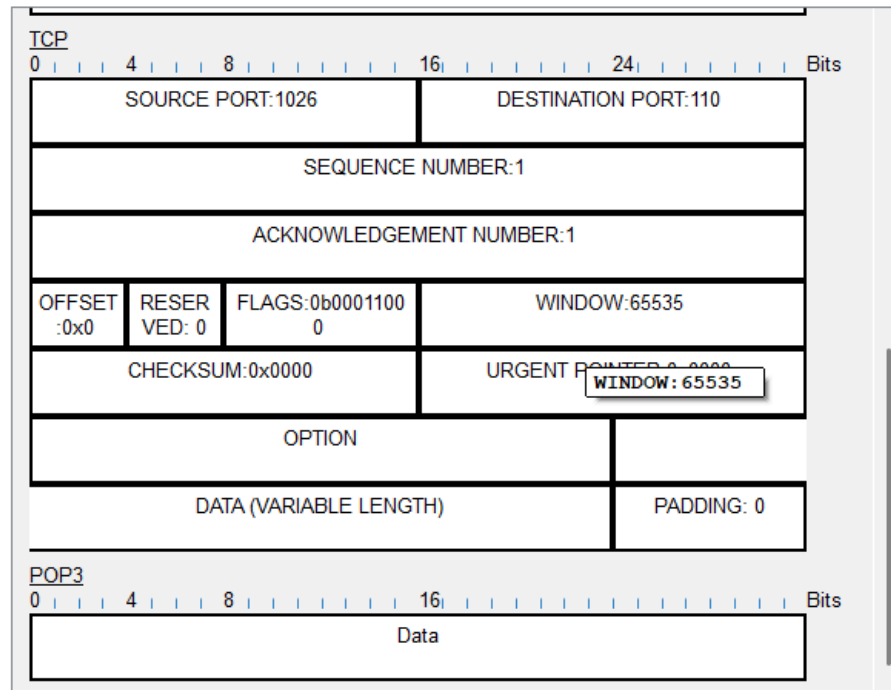 TCP
0 4 8 16 24 Bits
SOURCE PORT:1026 DESTINATION PORT:110
SEQUENCE NUMBER:1
ACKNOWLEDGEMENT NUMBER:1
OFFSET RESER FLAGS:0b0001100 WINDOW:65535
:0x0 VED: 0 0
CHECKSUM:0x0000 URGENT
WINDOW:65535
OPTION
DATA (VARIABLE LENGTH) PADDING: 0
POP3
0 4 8 16 24 Bits
Data